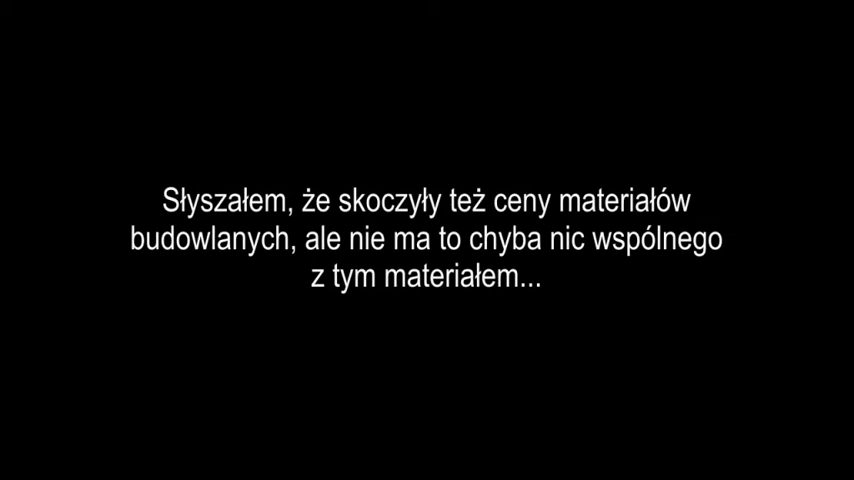 Słyszałem, że skoczyły też ceny materiałów
budowlanych, ale nie ma to chyba nic wspólnego
z tym materiałem...